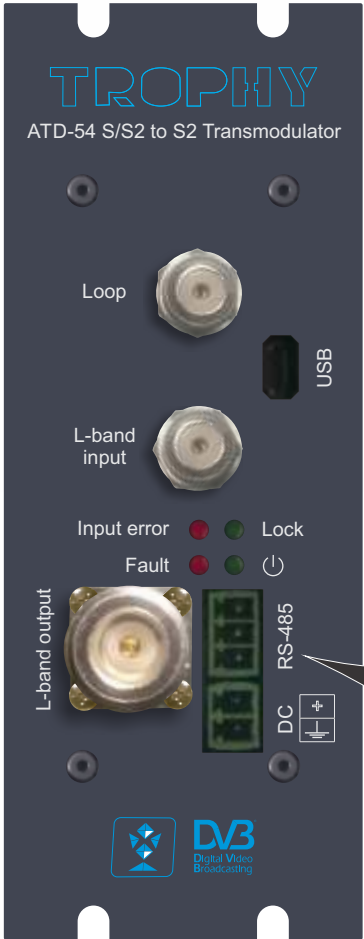 TROPHY
ATD-54 S/S2 to S2 Transmodulator
Loop
USB
L-band
input
Input error
Lock
Fault
L-band output
RS-485
DC
+
DVB
Digital Video
Broadcasting